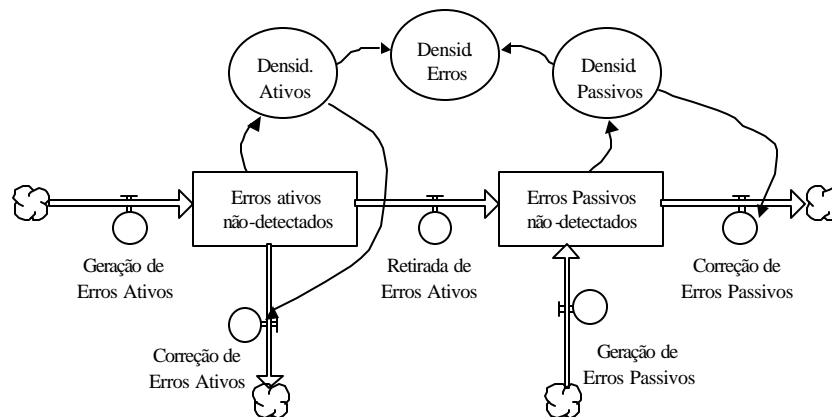 Densid.
Ativos
Densid.
Erros
Densid.
Passivos
Erros ativos
não-detectados
Erros Passivos
não-detectados
Geração de
Erros Ativos
Retirada de
Erros Ativos
Correção de
Erros Passivos
Correção de
Erros Ativos
Geração de
Erros Passivos